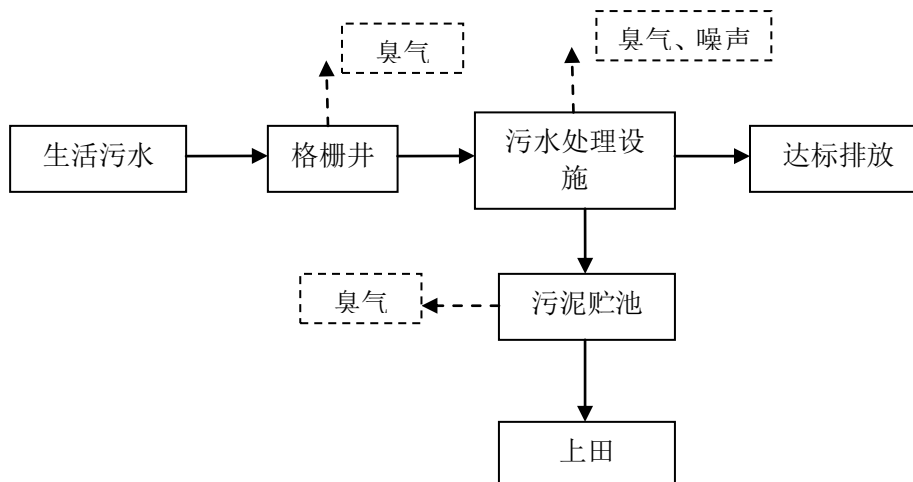 臭气
臭气、噪声
生活污水
格栅井
污水处理设
施
达标排放
臭气
污泥贮池
上田